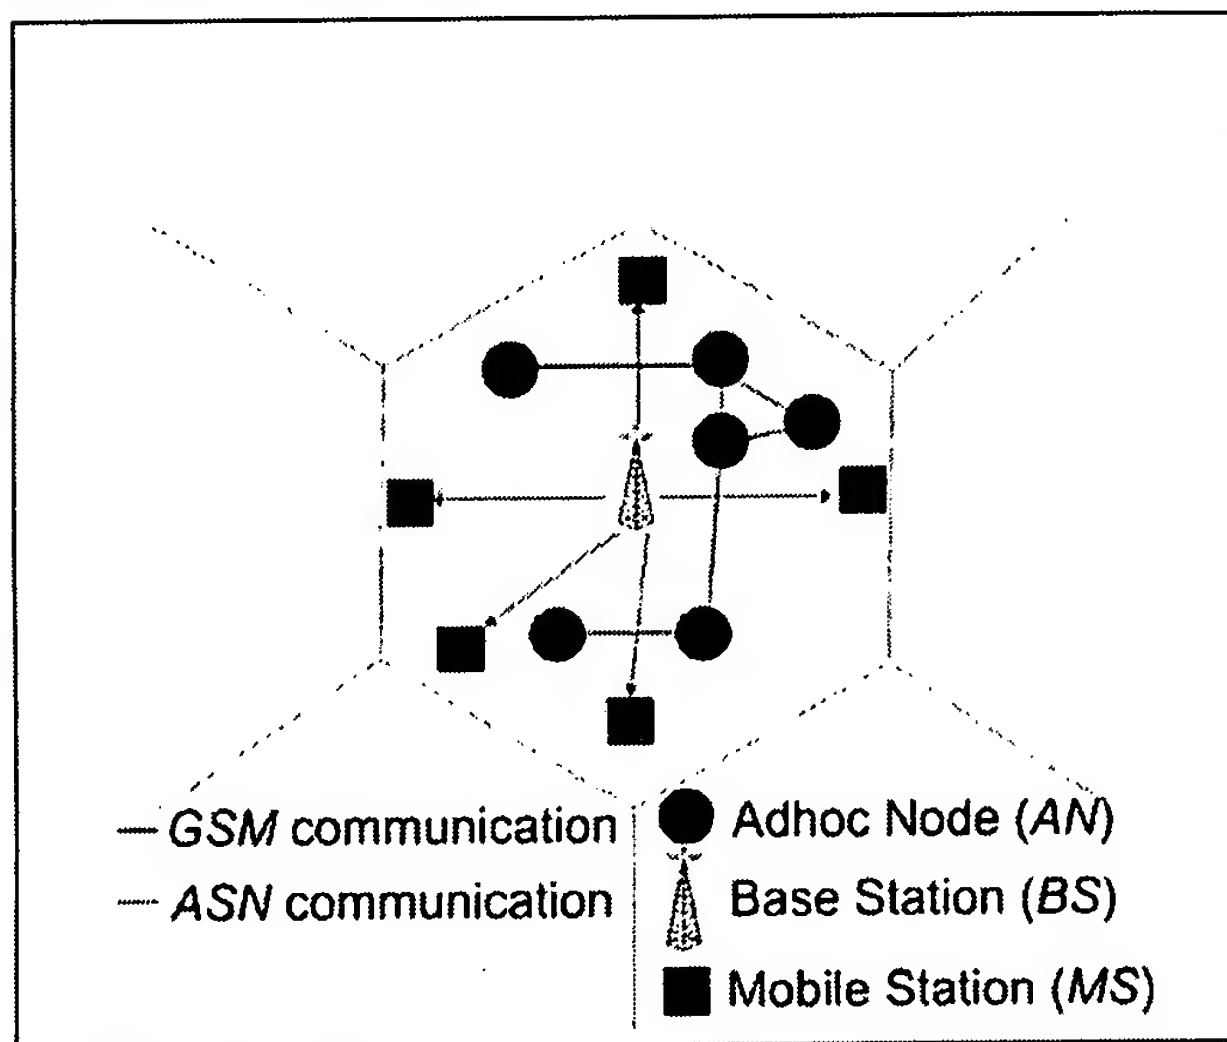 GSM communication
ASN communication
Adhoc Node (AN)
Base Station (BS)
Mobile Station (MS)